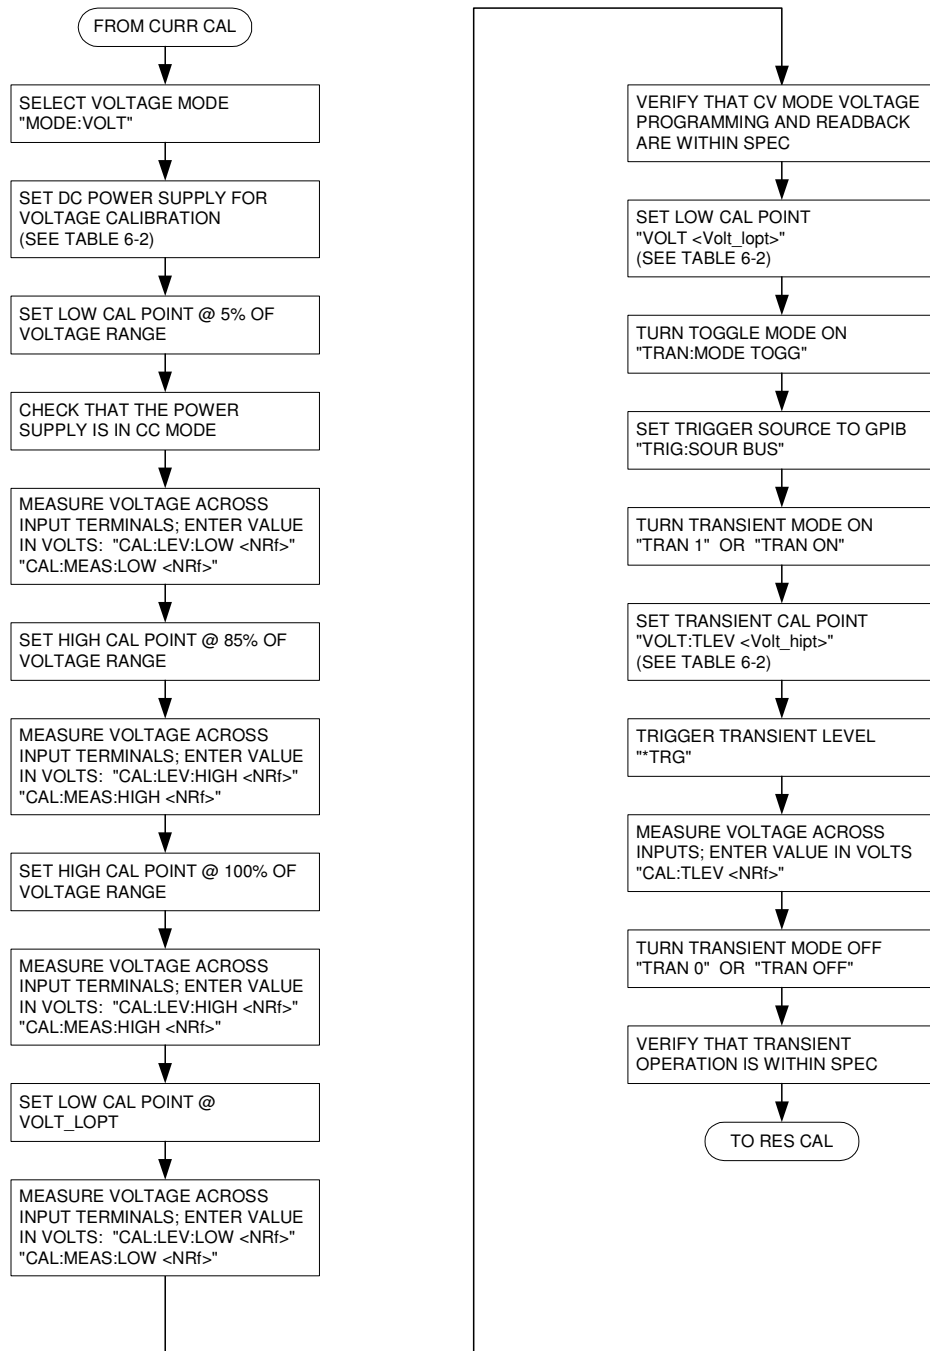 FROM CURR CAL
SELECT VOLTAGE MODE
"MODE:VOLT"
SET DC POWER SUPPLY FOR
VOLTAGE CALIBRATION
(SEE TABLE 6-2)
SET LOW CAL POINT @ 5% OF
VOLTAGE RANGE
CHECK THAT THE POWER
SUPPLY IS IN CC MODE
MEASURE VOLTAGE ACROSS
INPUT TERMINALS; ENTER VALUE
IN VOLTS: "CAL:LEV:LOW <NRf>"
"CAL:MEAS:LOW <NRf>"
SET HIGH CAL POINT @ 85% OF
VOLTAGE RANGE
MEASURE VOLTAGE ACROSS
INPUT TERMINALS; ENTER VALUE
IN VOLTS: "CAL:LEV:HIGH <NRf>"
"CAL:MEAS:HIGH <NRf>"
SET HIGH CAL POINT @ 100% OF
VOLTAGE RANGE
MEASURE VOLTAGE ACROSS
INPUT TERMINALS; ENTER VALUE
IN VOLTS: "CAL:LEV:HIGH <NRf>"
"CAL:MEAS:HIGH <NRf>"
SET LOW CAL POINT @
VOLT_LOPT
MEASURE VOLTAGE ACROSS
INPUT TERMINALS; ENTER VALUE
IN VOLTS: "CAL:LEV:LOW <NRf>"
"CAL:MEAS:LOW <NRf>"
VERIFY THAT CV MODE VOLTAGE
PROGRAMMING AND READBACK
ARE WITHIN SPEC
SET LOW CAL POINT
"VOLT <Volt_lopt>"
(SEE TABLE 6-2)
TURN TOGGLE MODE ON
"TRAN:MODE TOGG"
SET TRIGGER SOURCE TO GPIB
"TRIG:SOUR BUS"
TURN TRANSIENT MODE ON
"TRAN 1" OR "TRAN ON"
SET TRANSIENT CAL POINT
"VOLT:TLEV <Volt_hipt>"
(SEE TABLE 6-2)
TRIGGER TRANSIENT LEVEL
"*TRG"
MEASURE VOLTAGE ACROSS
INPUTS; ENTER VALUE IN VOLTS
"CAL:TLEV <NRf>"
TURN TRANSIENT MODE OFF
"TRAN 0" OR "TRAN OFF"
VERIFY THAT TRANSIENT
OPERATION IS WITHIN SPEC
TO RES CAL